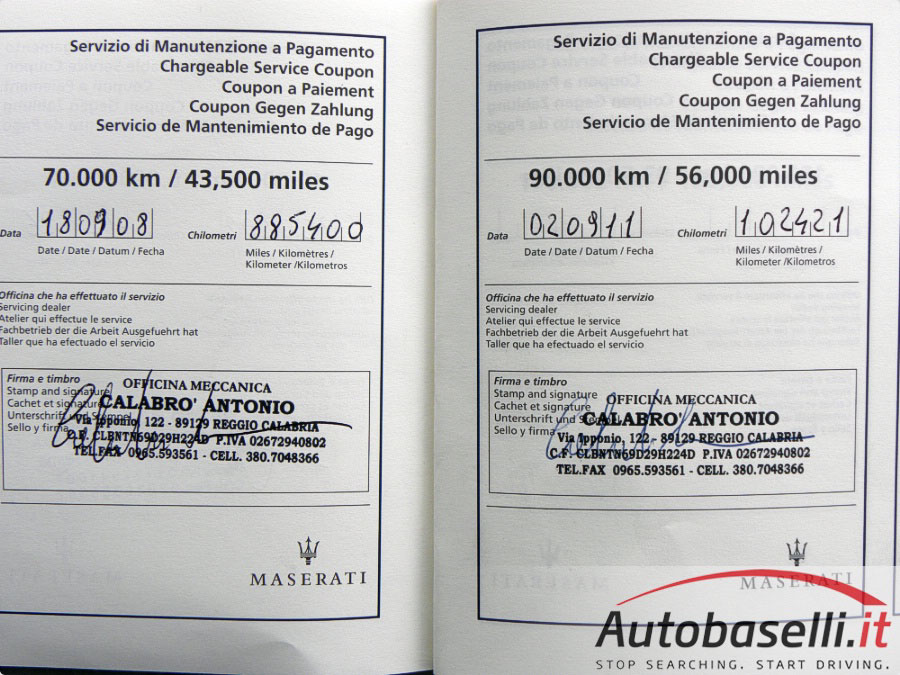 Servizio di Manutenzione a Pagamento
Chargeable Service Coupon
Coupon a Paiement
Coupon Gegen Zahlung
Servicio de Mantenimiento de Pago
70.000 km / 43,500 miles
Data 180908 Chilometri 885400
Date / Date / Datum / Fecha
Miles / Kilomètres /
Kilometer /Kilometros
Officina che ha effettuato il servizio
Servicing dealer
Atelier qui effectue le service
Fachbetrieb der die Arbeit Ausgefuehrt hat
Taller que ha efectuado el servicio
Firma e timbro
Stamp and signature
Cachet et signature
Unterschrift und Stempel
Sello y firma
OFFICINA MECCANICA
CALABRO' ANTONIO
Via Ipponio, 122 - 89129 REGGIO CALABRIA
C.F. CLBNTN69D29H224D P.IVA 02672940802
TEL.FAX 0965.593561 - CELL. 380.7048366
MASERATI
Servizio di Manutenzione a Pagamento
Chargeable Service Coupon
Coupon a Paiement
Coupon Gegen Zahlung
Servicio de Mantenimiento de Pago
90.000 km / 56,000 miles
Data 020911 Chilometri 102421
Date / Date / Datum / Fecha
Miles / Kilomètres /
Kilometer /Kilometros
Officina che ha effettuato il servizio
Servicing dealer
Atelier qui effectue le service
Fachbetrieb der die Arbeit Ausgefuehrt hat
Taller que ha efectuado el servicio
Firma e timbro
Stamp and signature
Cachet et signature
Unterschrift und Stempel
Sello y firma
OFFICINA MECCANICA
CALABRO' ANTONIO
Via Ipponio, 122 - 89129 REGGIO CALABRIA
C.F. CLBNTN69D29H224D P.IVA 02672940802
TEL.FAX 0965.593561 - CELL. 380.7048366
MASERATI
Autobaselli.it
STOP SEARCHING. START DRIVING.